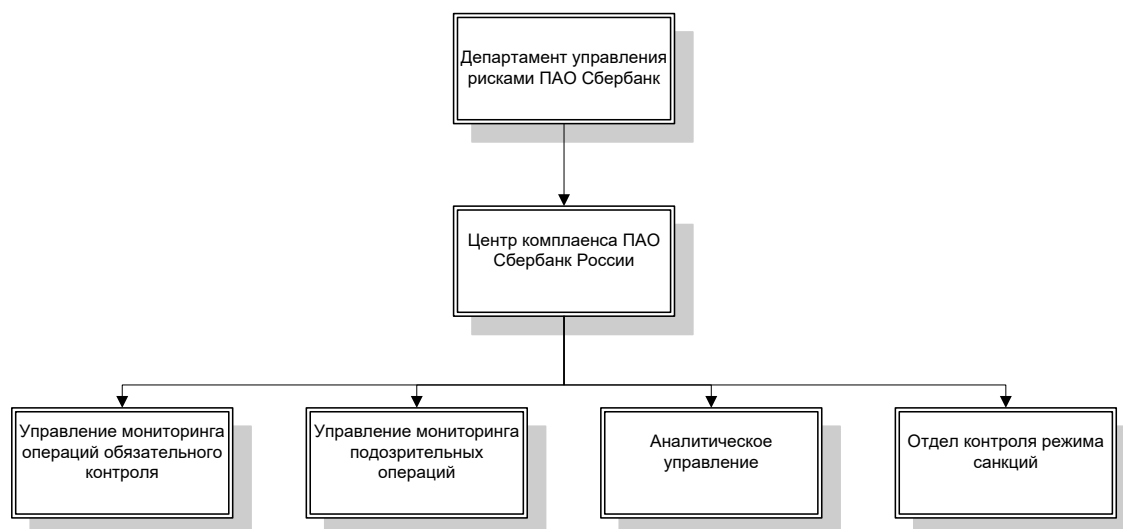 Департамент управления
рисками ПАО Сбербанк
Центр комплаенса ПАО
Сбербанк России
Управление мониторинга
операций обязательного
контроля
Управление мониторинга
подозрительных
операций
Аналитическое
управление
Отдел контроля режима
санкций